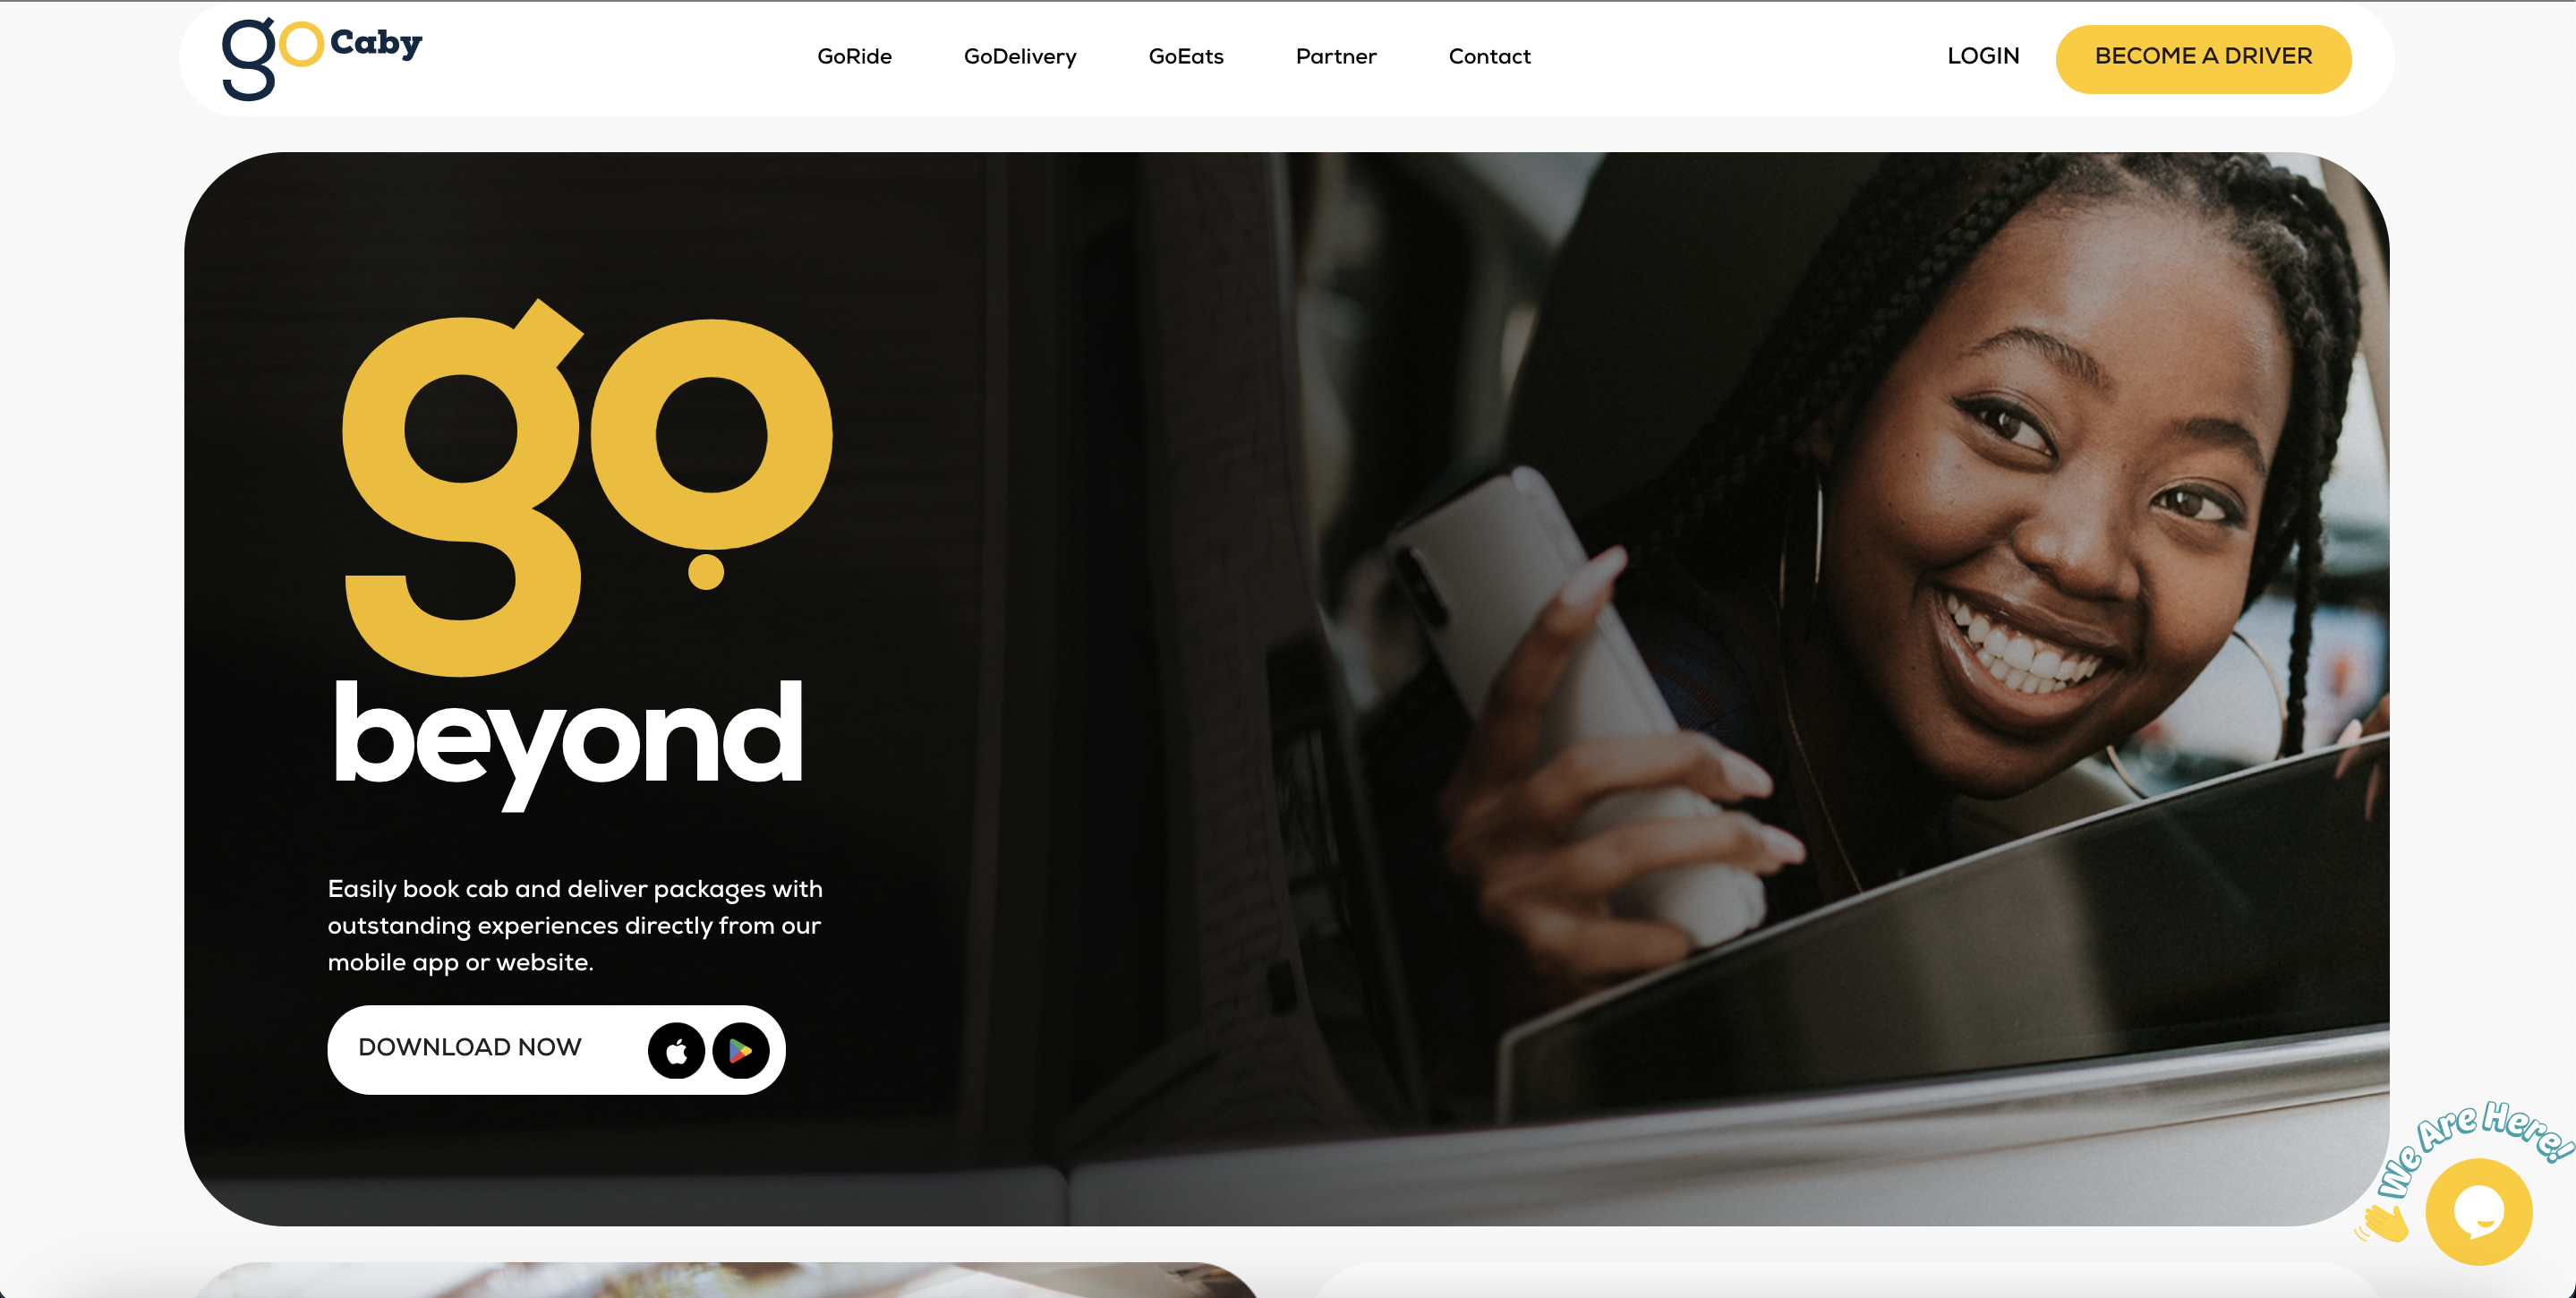 go Caby
GoRide GoDelivery GoEats Partner Contact
LOGIN BECOME A DRIVER
go
beyond
Easily book cab and deliver packages with
outstanding experiences directly from our
mobile app or website.
DOWNLOAD NOW
We Are Here!